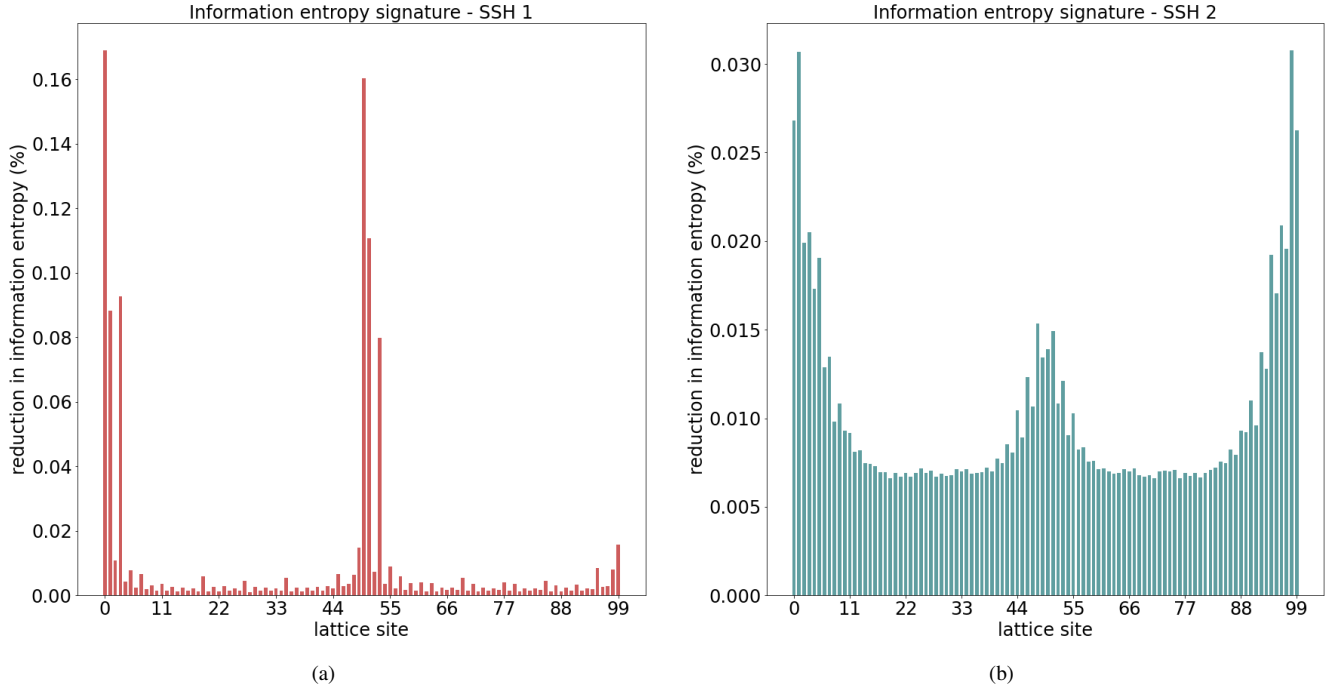 Information entropy signature - SSH 1
reduction in information entropy (%)
0.16
0.14
0.12
0.10
0.08
0.06
0.04
0.02
0.00
0 11 22 33 44 55 66 77 88 99
lattice site
(a)
Information entropy signature - SSH 2
reduction in information entropy (%)
0.030
0.025
0.020
0.015
0.010
0.005
0.000
0 11 22 33 44 55 66 77 88 99
lattice site
(b)